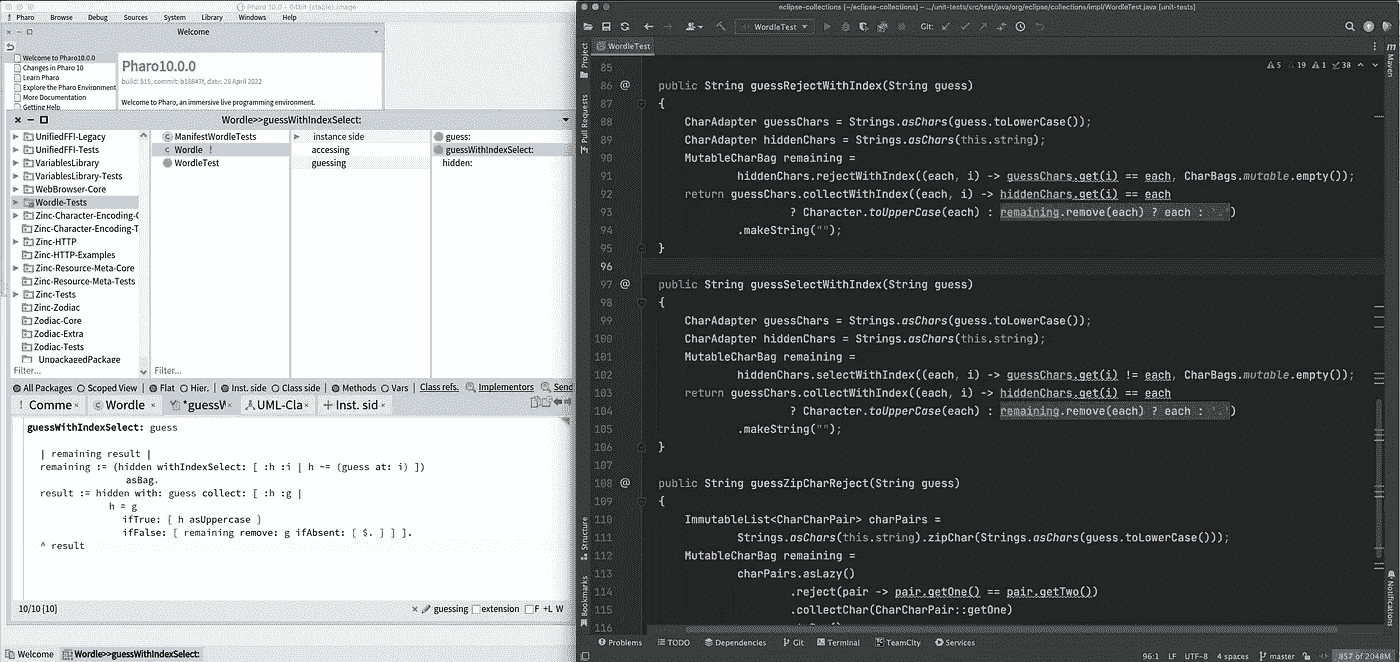 Pharo 10.0 - 64bit (stable).image
Pharo Browse Debug Sources System Library Windows Help
Welcome
Welcome to Pharo10.0.0
Changes in Pharo 10
Learn Pharo
Explore the Pharo Environment
More Documentation
Getting Help
Pharo10.0.0
build: 515, commit: b18847f, date: 28 April 2022
Welcome to Pharo, an immersive live programming environment.
Wordle>>guessWithIndexSelect:
UnifiedFFI-Legacy
UnifiedFFI-Tests
VariablesLibrary
VariablesLibrary-Tests
WebBrowser-Core
Wordle-Tests
Zinc-Character-Encoding-C
Zinc-Character-Encoding-T
Zinc-HTTP
Zinc-HTTP-Examples
Zinc-Resource-Meta-Core
Zinc-Resource-Meta-Tests
Zinc-Tests
Zinc-Zodiac
Zodiac-Core
Zodiac-Extra
Zodiac-Tests
_UnpackagedPackage
Filter...
ManifestWordleTests
Wordle !
WordleTest
Filter...
instance side
accessing
guessing
guess:
guessWithIndexSelect:
hidden:
All Packages Scoped View | Flat Hier. | Inst. side Class side | Methods Vars | Class refs. Implementors Send
! Comme× Wordle × *guessW× UML-Cla× + Inst. sid×
guessWithIndexSelect: guess
| remaining result |
remaining := (hidden withIndexSelect: [ :h :i | h ~= (guess at: i) ])
asBag.
result := hidden with: guess collect: [ :h :g |
h = g
ifTrue: [ h asUppercase ]
ifFalse: [ remaining remove: g ifAbsent: [ $. ] ] ].
^ result
10/10 [10]
× guessing extension F +L W
Welcome Wordle>>guessWithIndexSelect:
eclipse-collections [~/eclipse-collections] – .../unit-tests/src/test/java/org/eclipse/collections/impl/WordleTest.java [unit-tests]
WordleTest
Git:
WordleTest
Project
Pull Requests
Structure
Bookmarks
Maven
Notifications
5 19 1 38
85
86 @ public String guessRejectWithIndex(String guess)
87 {
88 CharAdapter guessChars = Strings.asChars(guess.toLowerCase());
89 CharAdapter hiddenChars = Strings.asChars(this.string);
90 MutableCharBag remaining =
91 hiddenChars.rejectWithIndex((each, i) -> guessChars.get(i) == each, CharBags.mutable.empty());
92 return guessChars.collectWithIndex((each, i) -> hiddenChars.get(i) == each
93 ? Character.toUpperCase(each) : remaining.remove(each) ? each : '.')
94 .makeString("");
95 }
96
97 @ public String guessSelectWithIndex(String guess)
98 {
99 CharAdapter guessChars = Strings.asChars(guess.toLowerCase());
100 CharAdapter hiddenChars = Strings.asChars(this.string);
101 MutableCharBag remaining =
102 hiddenChars.selectWithIndex((each, i) -> guessChars.get(i) != each, CharBags.mutable.empty());
103 return guessChars.collectWithIndex((each, i) -> hiddenChars.get(i) == each
104 ? Character.toUpperCase(each) : remaining.remove(each) ? each : '.')
105 .makeString("");
106 }
107
108 @ public String guessZipCharReject(String guess)
109 {
110 ImmutableList<CharCharPair> charPairs =
111 Strings.asChars(this.string).zipChar(Strings.asChars(guess.toLowerCase()));
112 MutableCharBag remaining =
113 charPairs.asLazy()
114 .reject(pair -> pair.getOne() == pair.getTwo())
115 .collectChar(CharCharPair::getOne)
116
Problems TODO Dependencies Git Terminal TeamCity Services
96:1 LF UTF-8 4 spaces master 857 of 2048M